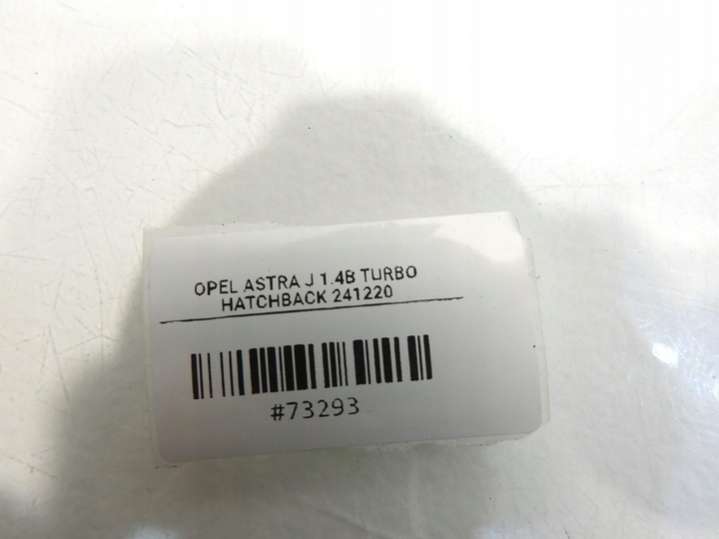 OPEL ASTRA J 1.4B TURBO
HATCHBACK 241220
#73293